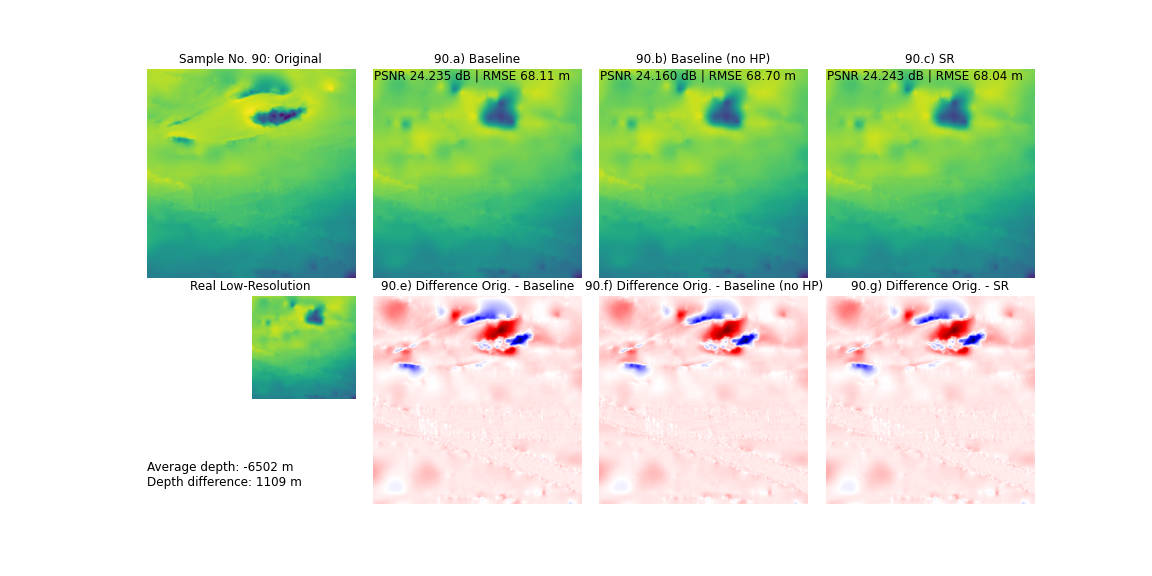 Sample No. 90: Original
90.a) Baseline
90.b) Baseline (no HP)
90.c) SR
PSNR 24.235 dB | RMSE 68.11 m
PSNR 24.160 dB | RMSE 68.70 m
PSNR 24.243 dB | RMSE 68.04 m
Real Low-Resolution
90.e) Difference Orig. - Baseline
90.f) Difference Orig. - Baseline (no HP)
90.g) Difference Orig. - SR
Average depth: -6502 m
Depth difference: 1109 m